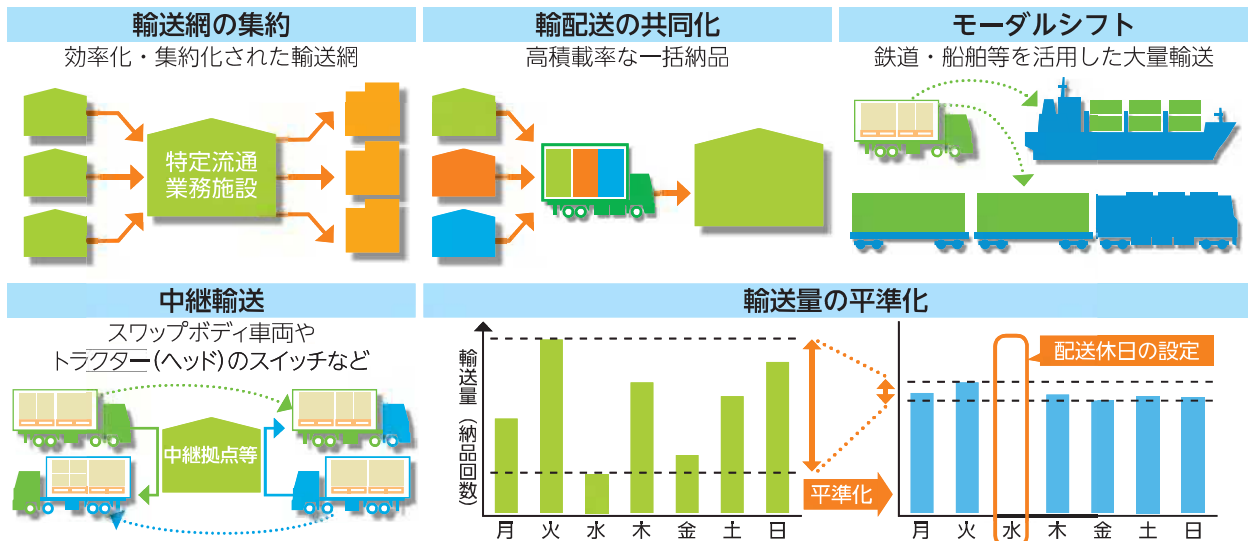 輸送網の集約
効率化・集約化された輸送網
特定流通
業務施設
輸配送の共同化
高積載率な一括納品
モーダルシフト
鉄道・船舶等を活用した大量輸送
中継輸送
スワップボディ車両や
トラクター(ヘッド)のスイッチなど
中継拠点等
輸送量の平準化
輸送量(納品回数)
月 火 水 木 金 土 日
平準化
配送休日の設定
月 火 水 木 金 土 日